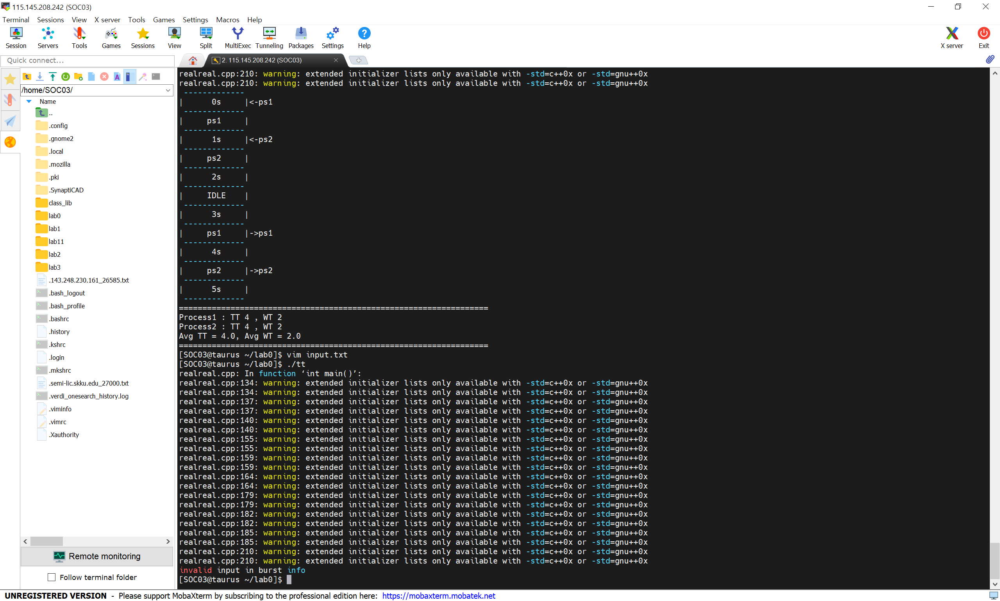 115.145.208.242 (SOC03)
Terminal Sessions View X server Tools Games Settings Macros Help
Session Servers Tools Games Sessions View Split MultiExec Tunneling Packages Settings Help X server Exit
Quick connect...
2. 115.145.208.242 (SOC03)
/home/SOC03/
Name
..
.config
.gnome2
.local
.mozilla
.pki
.SynaptiCAD
class_lib
lab0
lab1
lab11
lab2
lab3
.143.248.230.161_26585.txt
.bash_logout
.bash_profile
.bashrc
.history
.kshrc
.login
.mkshrc
.semi-lic.skku.edu_27000.txt
.verdi_onesearch_history.log
.viminfo
.vimrc
.Xauthority
Remote monitoring
Follow terminal folder
realreal.cpp:210: warning: extended initializer lists only available with -std=c++0x or -std=gnu++0x
realreal.cpp:210: warning: extended initializer lists only available with -std=c++0x or -std=gnu++0x
-------------
| 0s |<-ps1
-------------
| ps1 |
-------------
| 1s |<-ps2
-------------
| ps2 |
-------------
| 2s |
-------------
| IDLE |
-------------
| 3s |
-------------
| ps1 |->ps1
-------------
| 4s |
-------------
| ps2 |->ps2
-------------
| 5s |
-------------
==================================================================
Process1 : TT 4 , WT 2
Process2 : TT 4 , WT 2
Avg TT = 4.0, Avg WT = 2.0
==================================================================
[SOC03@taurus ~/lab0]$ vim input.txt
[SOC03@taurus ~/lab0]$ ./tt
realreal.cpp: In function ‘int main()’:
realreal.cpp:134: warning: extended initializer lists only available with -std=c++0x or -std=gnu++0x
realreal.cpp:134: warning: extended initializer lists only available with -std=c++0x or -std=gnu++0x
realreal.cpp:137: warning: extended initializer lists only available with -std=c++0x or -std=gnu++0x
realreal.cpp:137: warning: extended initializer lists only available with -std=c++0x or -std=gnu++0x
realreal.cpp:140: warning: extended initializer lists only available with -std=c++0x or -std=gnu++0x
realreal.cpp:140: warning: extended initializer lists only available with -std=c++0x or -std=gnu++0x
realreal.cpp:155: warning: extended initializer lists only available with -std=c++0x or -std=gnu++0x
realreal.cpp:155: warning: extended initializer lists only available with -std=c++0x or -std=gnu++0x
realreal.cpp:159: warning: extended initializer lists only available with -std=c++0x or -std=gnu++0x
realreal.cpp:159: warning: extended initializer lists only available with -std=c++0x or -std=gnu++0x
realreal.cpp:164: warning: extended initializer lists only available with -std=c++0x or -std=gnu++0x
realreal.cpp:164: warning: extended initializer lists only available with -std=c++0x or -std=gnu++0x
realreal.cpp:179: warning: extended initializer lists only available with -std=c++0x or -std=gnu++0x
realreal.cpp:179: warning: extended initializer lists only available with -std=c++0x or -std=gnu++0x
realreal.cpp:182: warning: extended initializer lists only available with -std=c++0x or -std=gnu++0x
realreal.cpp:182: warning: extended initializer lists only available with -std=c++0x or -std=gnu++0x
realreal.cpp:185: warning: extended initializer lists only available with -std=c++0x or -std=gnu++0x
realreal.cpp:185: warning: extended initializer lists only available with -std=c++0x or -std=gnu++0x
realreal.cpp:210: warning: extended initializer lists only available with -std=c++0x or -std=gnu++0x
realreal.cpp:210: warning: extended initializer lists only available with -std=c++0x or -std=gnu++0x
invalid input in burst info
[SOC03@taurus ~/lab0]$
UNREGISTERED VERSION - Please support MobaXterm by subscribing to the professional edition here: https://mobaxterm.mobatek.net